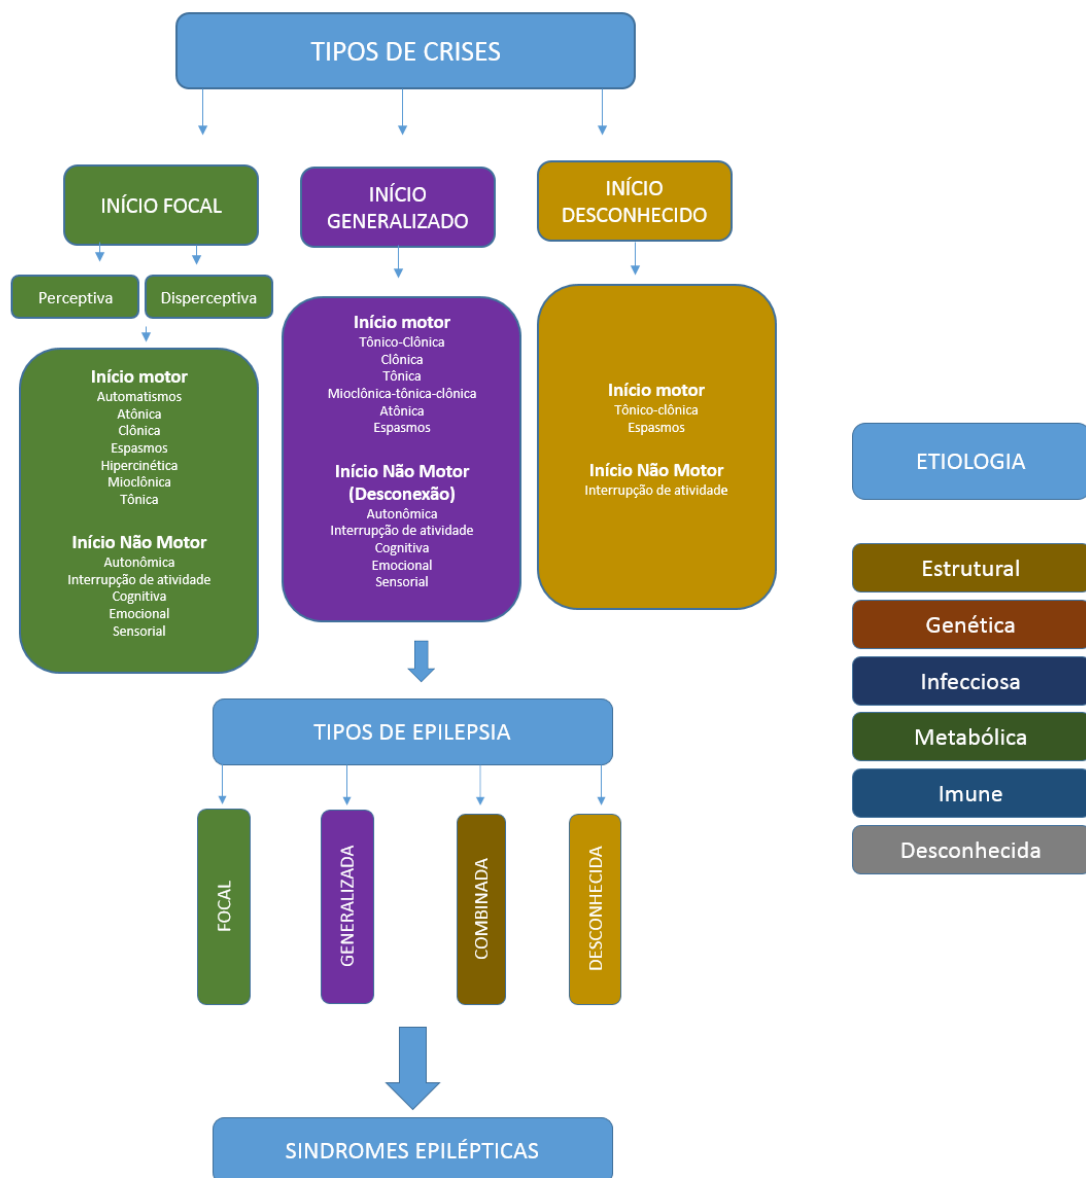 TIPOS DE CRISES
INÍCIO FOCAL
Perceptiva
Disperceptiva
Início motor
Automatismos
Atônica
Clônica
Espasmos
Hipercinética
Mioclônica
Tônica
Início Não Motor
Autonômica
Interrupção de atividade
Cognitiva
Emocional
Sensorial
INÍCIO
GENERALIZADO
Início motor
Tônico-Clônica
Clônica
Tônica
Mioclônica-tônica-clônica
Atônica
Espasmos
Início Não Motor
(Desconexão)
Autonômica
Interrupção de atividade
Cognitiva
Emocional
Sensorial
INÍCIO
DESCONHECIDO
Início motor
Tônico-clônica
Espasmos
Início Não Motor
Interrupção de atividade
TIPOS DE EPILEPSIA
FOCAL
GENERALIZADA
COMBINADA
DESCONHECIDA
SINDROMES EPILÉPTICAS
ETIOLOGIA
Estrutural
Genética
Infecciosa
Metabólica
Imune
Desconhecida